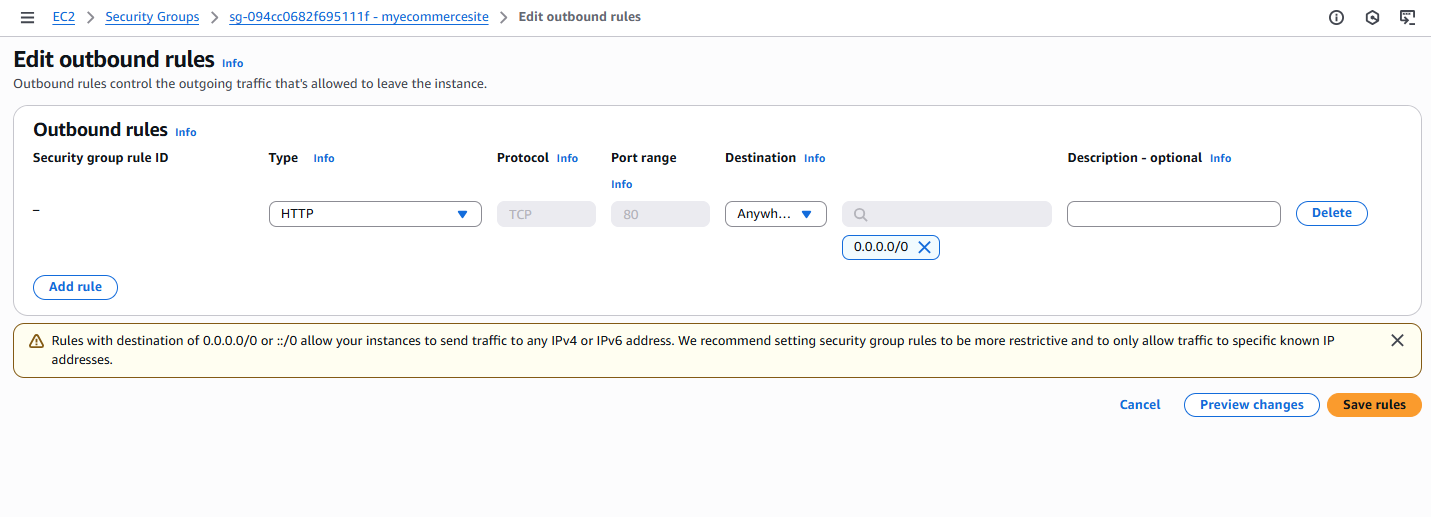 EC2 > Security Groups > sg-094cc0682f695111f - myecommercesite > Edit outbound rules
Edit outbound rules Info
Outbound rules control the outgoing traffic that's allowed to leave the instance.
Outbound rules Info
Security group rule ID Type Info Protocol Info Port range Info Destination Info Description - optional Info
– HTTP TCP 80 Anywh... Delete
0.0.0.0/0
Add rule
Rules with destination of 0.0.0.0/0 or ::/0 allow your instances to send traffic to any IPv4 or IPv6 address. We recommend setting security group rules to be more restrictive and to only allow traffic to specific known IP
addresses.
Cancel Preview changes Save rules